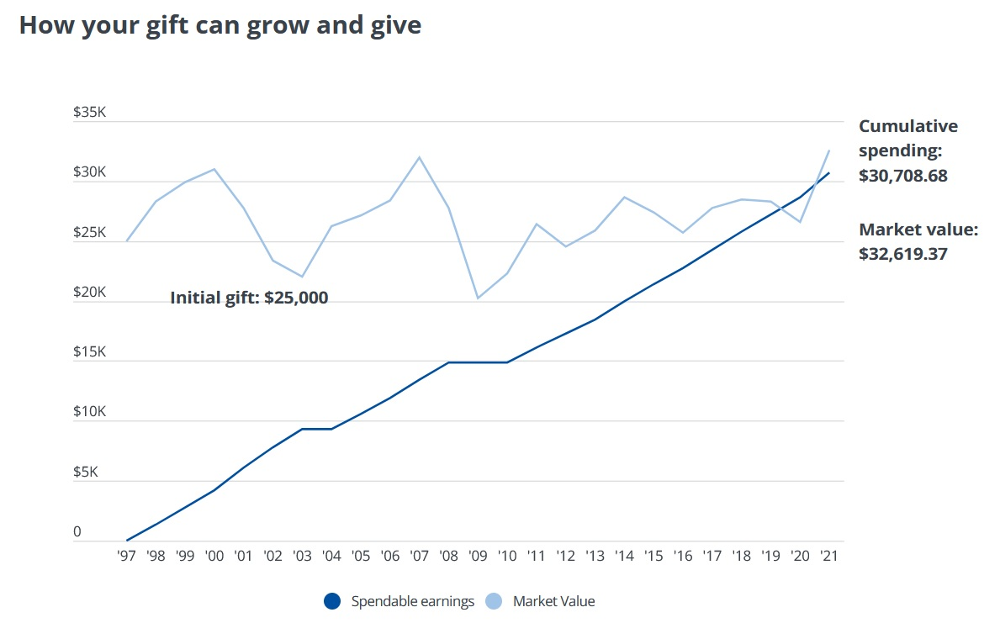 How your gift can grow and give
$35K
$30K
$25K
$20K
$15K
$10K
$5K
0
Initial gift: $25,000
Cumulative
spending:
$30,708.68
Market value:
$32,619.37
'97 '98 '99 '00 '01 '02 '03 '04 '05 '06 '07 '08 '09 '10 '11 '12 '13 '14 '15 '16 '17 '18 '19 '20 '21
Spendable earnings Market Value